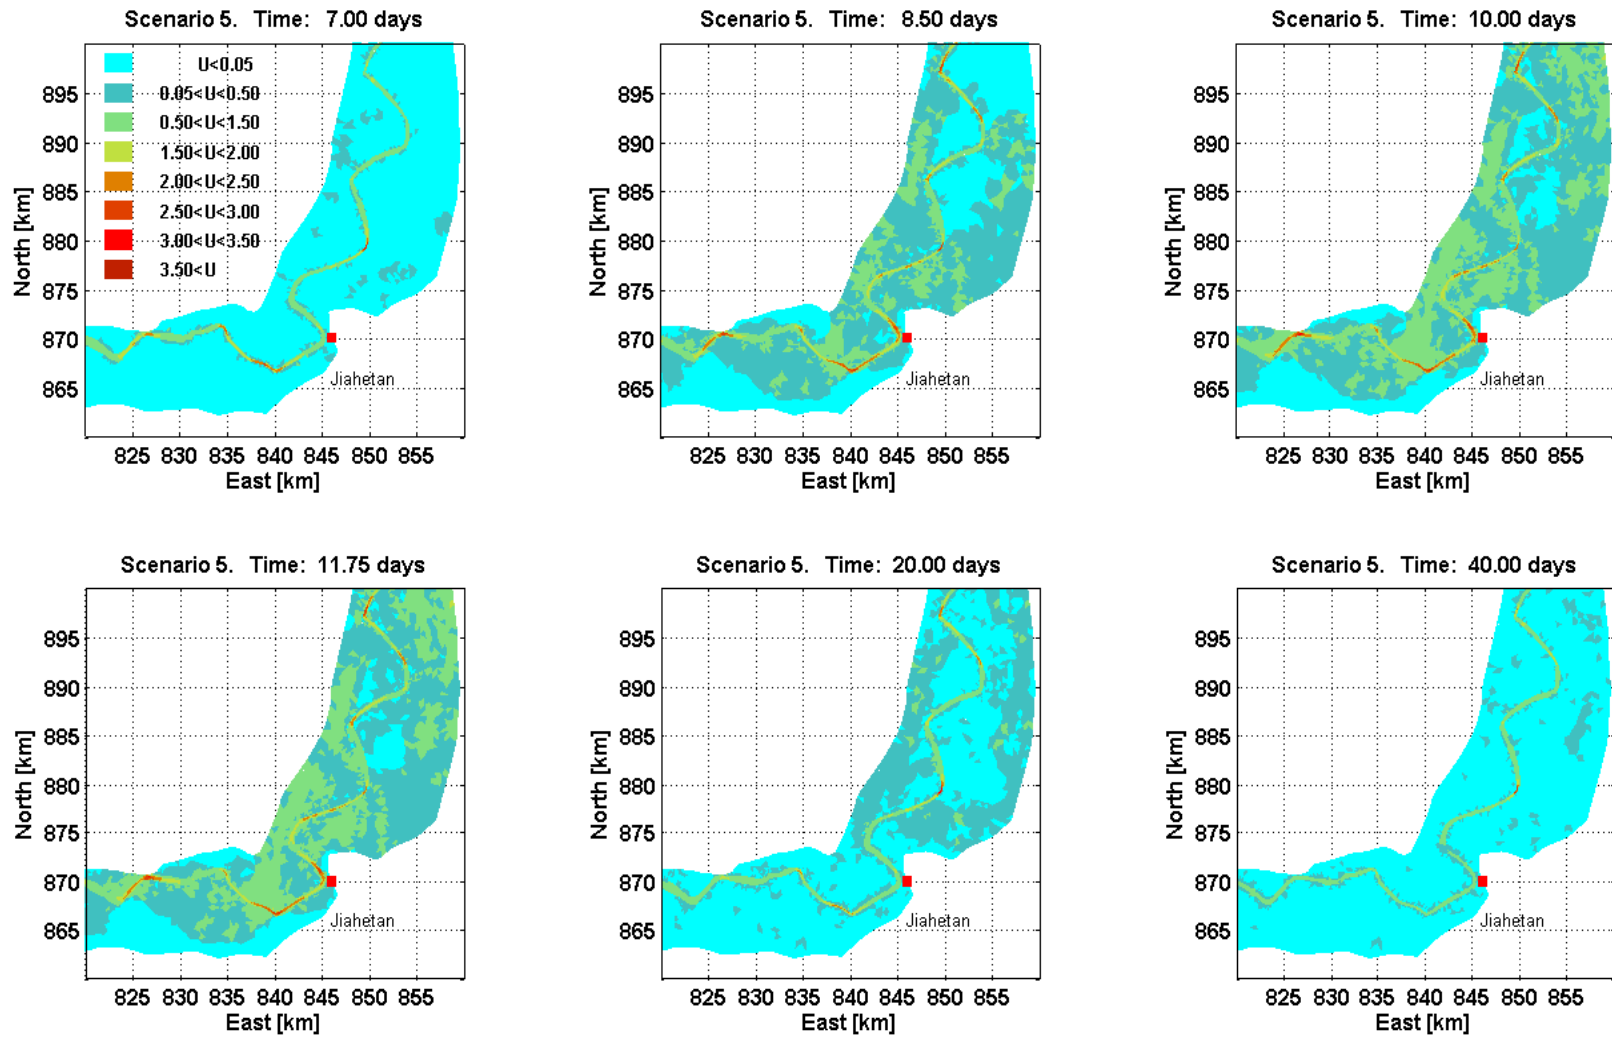 Scenario 5. Time: 7.00 days
U<0.05
0.05<U<0.50
0.50<U<1.50
1.50<U<2.00
2.00<U<2.50
2.50<U<3.00
3.00<U<3.50
3.50<U
895
890
885
880
875
870
865
North [km]
Jiahetan
825 830 835 840 845 850 855
East [km]
Scenario 5. Time: 8.50 days
895
890
885
880
875
870
865
North [km]
Jiahetan
825 830 835 840 845 850 855
East [km]
Scenario 5. Time: 10.00 days
895
890
885
880
875
870
865
North [km]
Jiahetan
825 830 835 840 845 850 855
East [km]
Scenario 5. Time: 11.75 days
895
890
885
880
875
870
865
North [km]
Jiahetan
825 830 835 840 845 850 855
East [km]
Scenario 5. Time: 20.00 days
895
890
885
880
875
870
865
North [km]
Jiahetan
825 830 835 840 845 850 855
East [km]
Scenario 5. Time: 40.00 days
895
890
885
880
875
870
865
North [km]
Jiahetan
825 830 835 840 845 850 855
East [km]